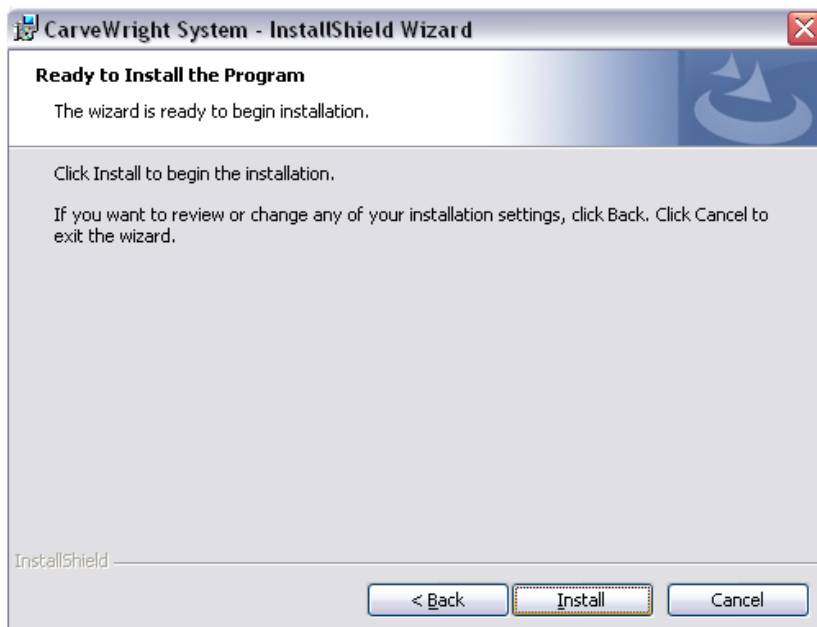 CarveWright System - InstallShield Wizard
Ready to Install the Program
The wizard is ready to begin installation.
Click Install to begin the installation.
If you want to review or change any of your installation settings, click Back. Click Cancel to
exit the wizard.
InstallShield
< Back
Install
Cancel